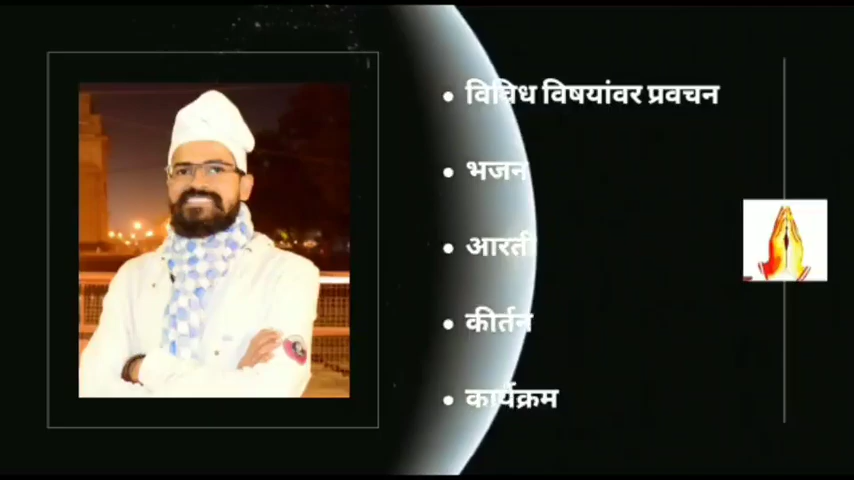 • विविध विषयांवर प्रवचन
• भजन
• आरती
• कीर्तन
• कार्यक्रम